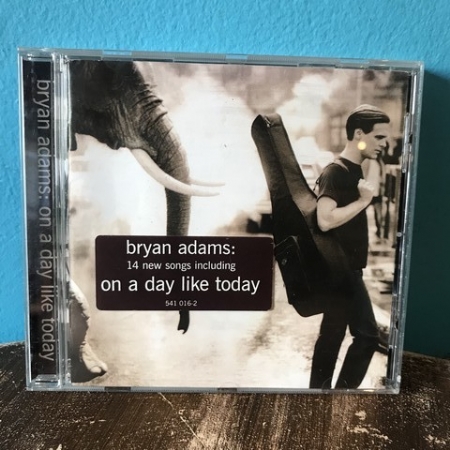 bryan adams: on a day like today
bryan adams:
14 new songs including
on a day like today
541 016-2